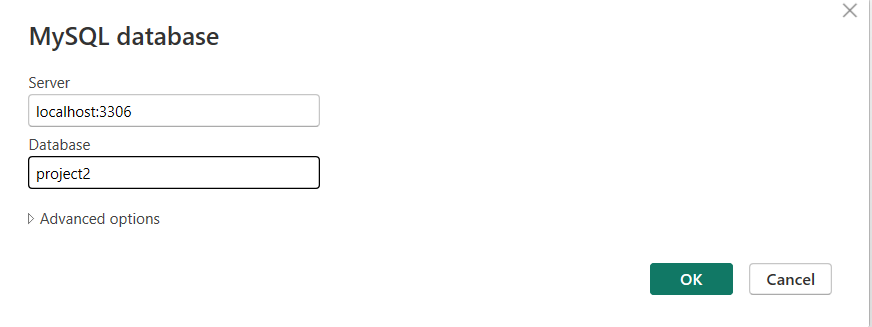 MySQL database
Server
localhost:3306
Database
project2
Advanced options
OK
Cancel